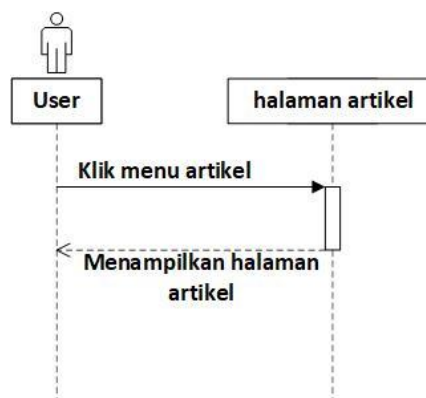 User
halaman artikel
Klik menu artikel
Menampilkan halaman
artikel